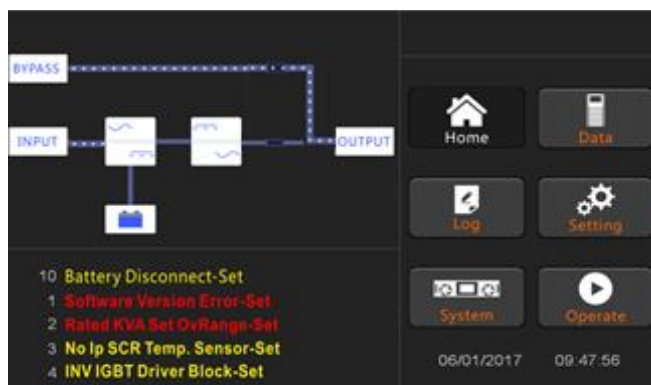 BYPASS
INPUT
OUTPUT
Home
Data
Log
Setting
System
Operate
10 Battery Disconnect-Set
1 Software Version Error-Set
2 Rated KVA Set OvRange-Set
3 No Ip SCR Temp. Sensor-Set
4 INV IGBT Driver Block-Set
06/01/2017 09:47:56